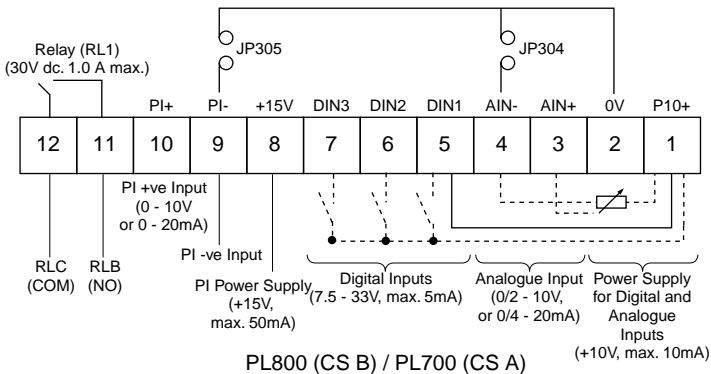 JP305
JP304
Relay (RL1)
(30V dc. 1.0 A max.)
PI+ PI- +15V DIN3 DIN2 DIN1 AIN- AIN+ 0V P10+
12 11 10 9 8 7 6 5 4 3 2 1
PI +ve Input
(0 - 10V
or 0 - 20mA)
PI -ve Input
RLC
(COM)
RLB
(NO)
PI Power Supply
(+15V,
max. 50mA)
Digital Inputs
(7.5 - 33V, max. 5mA)
Analogue Input
(0/2 - 10V,
or 0/4 - 20mA)
Power Supply
for Digital and
Analogue
Inputs
(+10V, max. 10mA)
PL800 (CS B) / PL700 (CS A)